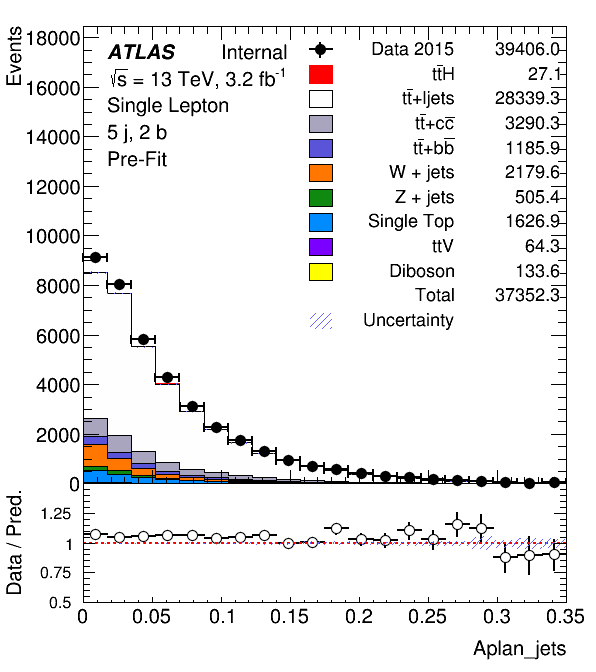 Events
18000
16000
14000
12000
10000
8000
6000
4000
2000
0
ATLAS Internal
√s = 13 TeV, 3.2 fb⁻¹
Single Lepton
5 j, 2 b
Pre-Fit
Data 2015 39406.0
tt̄H 27.1
tt̄+ljets 28339.3
tt̄+cc̄ 3290.3
tt̄+bb̄ 1185.9
W + jets 2179.6
Z + jets 505.4
Single Top 1626.9
ttV 64.3
Diboson 133.6
Total 37352.3
Uncertainty
Data / Pred.
1.25
1
0.75
0.5
0 0.05 0.1 0.15 0.2 0.25 0.3 0.35
Aplan_jets